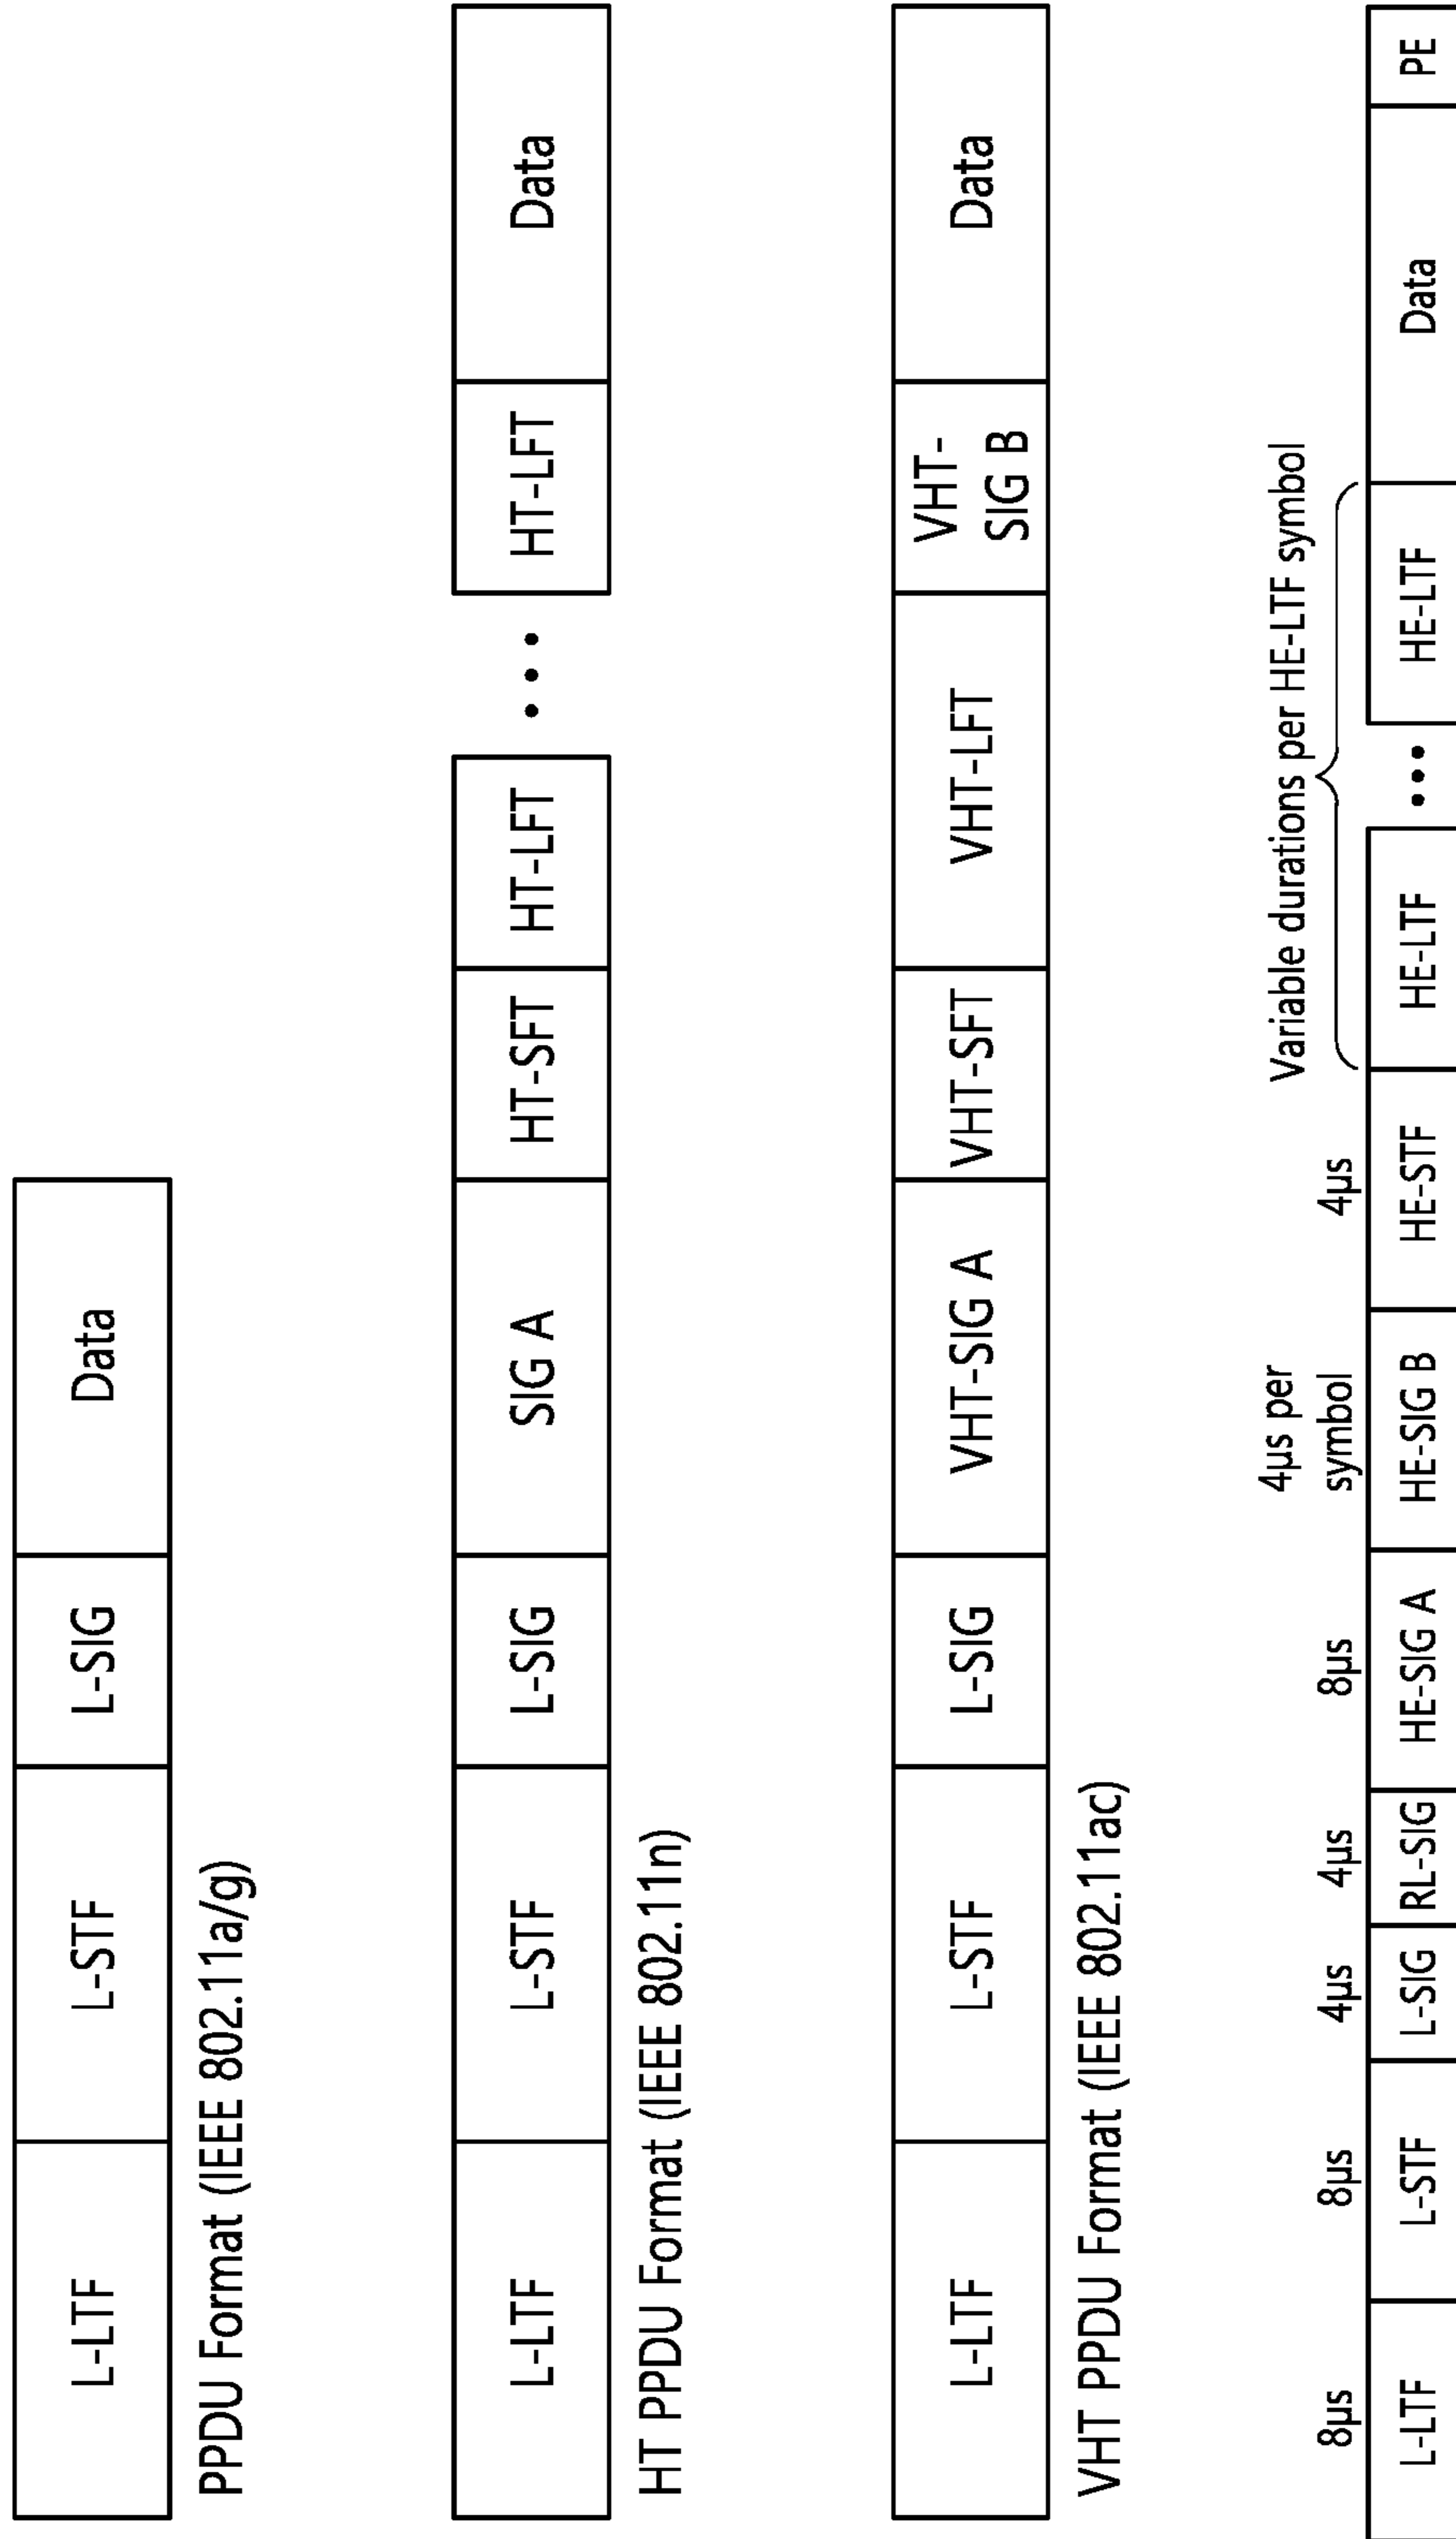 L-LTF
L-STF
L-SIG
Data
PPDU Format (IEEE 802.11a/g)
L-LTF
L-STF
L-SIG
SIG A
HT-SFT
HT-LFT
•••
HT-LFT
Data
HT PPDU Format (IEEE 802.11n)
L-LTF
L-STF
L-SIG
VHT-SIG A
VHT-SFT
VHT-LFT
VHT-
SIG B
Data
VHT PPDU Format (IEEE 802.11ac)
8µs
8µs
4µs
4µs
8µs
4µs per
symbol
4µs
Variable durations per HE-LTF symbol
L-LTF
L-STF
L-SIG
RL-SIG
HE-SIG A
HE-SIG B
HE-STF
HE-LTF
•••
HE-LTF
Data
PE